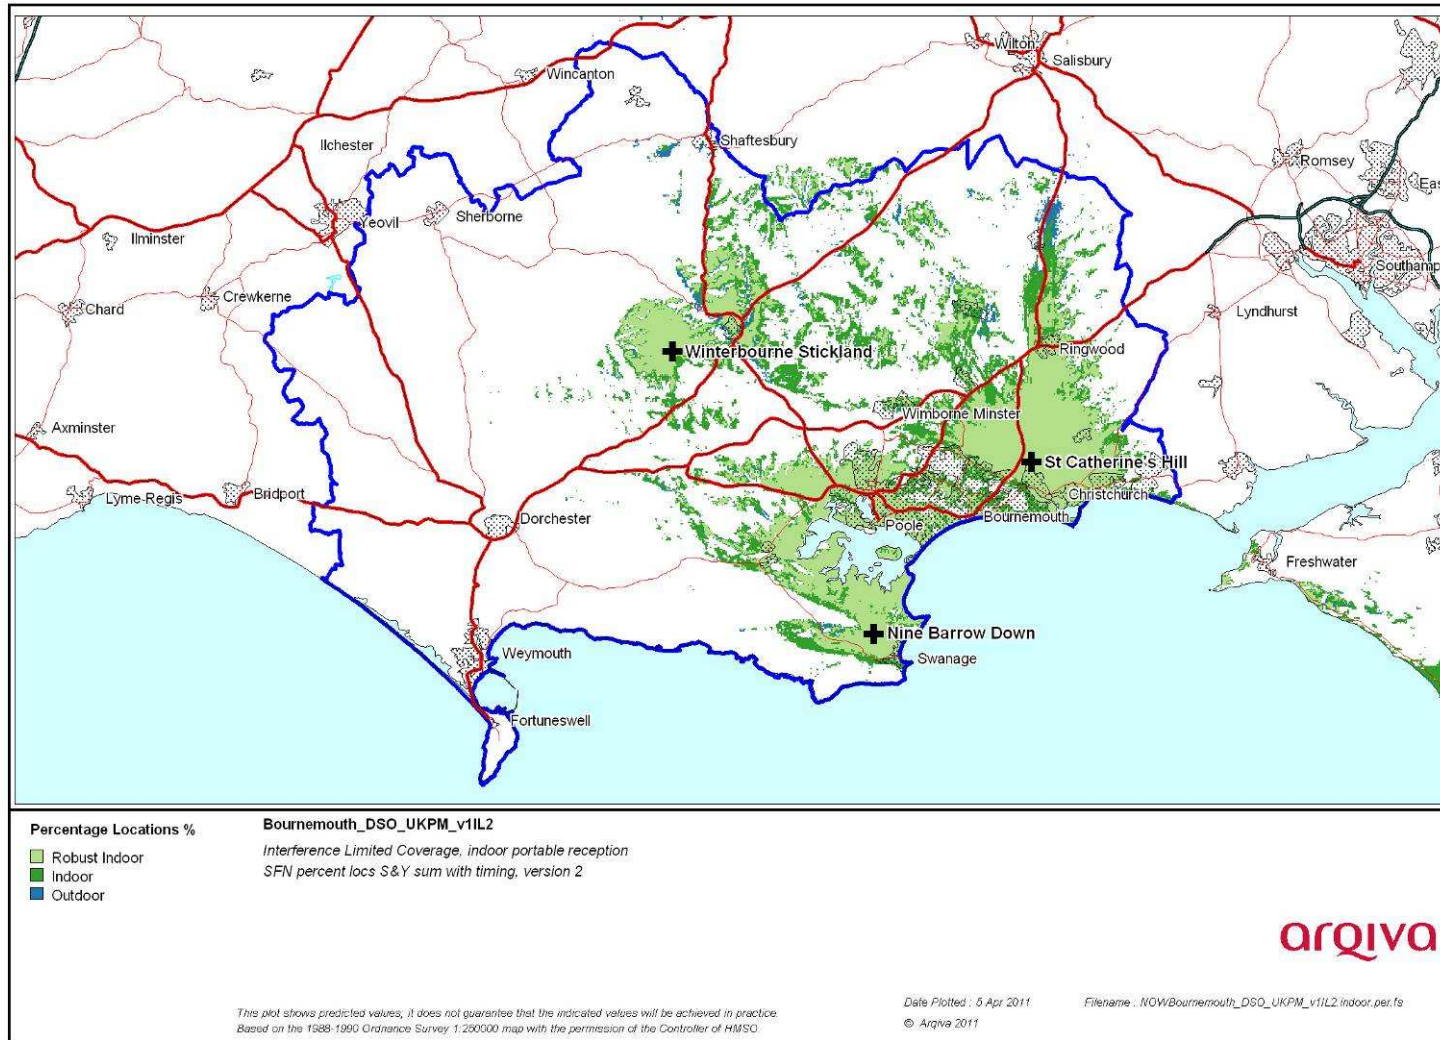 Wilton
Salisbury
Wincanton
Shaftesbury
Ilchester
Romsey
Eas
Yeovil
Sherborne
Ilminster
Southamp
Chard
Crewkerne
Lyndhurst
Winterbourne Stickland
Ringwood
Wimborne Minster
Axminster
St Catherine's Hill
Lyme-Regis
Bridport
Christchurch
Dorchester
Poole
Bournemouth
Freshwater
Nine Barrow Down
Weymouth
Swanage
Fortuneswell
Percentage Locations %
Robust Indoor
Indoor
Outdoor
Bournemouth_DSO_UKPM_v1IL2
Interference Limited Coverage, indoor portable reception
SFN percent locs S&Y sum with timing, version 2
arqiva
This plot shows predicted values; it does not guarantee that the indicated values will be achieved in practice.
Based on the 1988-1990 Ordnance Survey 1:250000 map with the permission of the Controller of HMSO
Date Plotted : 5 Apr 2011
© Arqiva 2011
Filename : NOWBournemouth_DSO_UKPM_v1IL2.indoor.per.fs